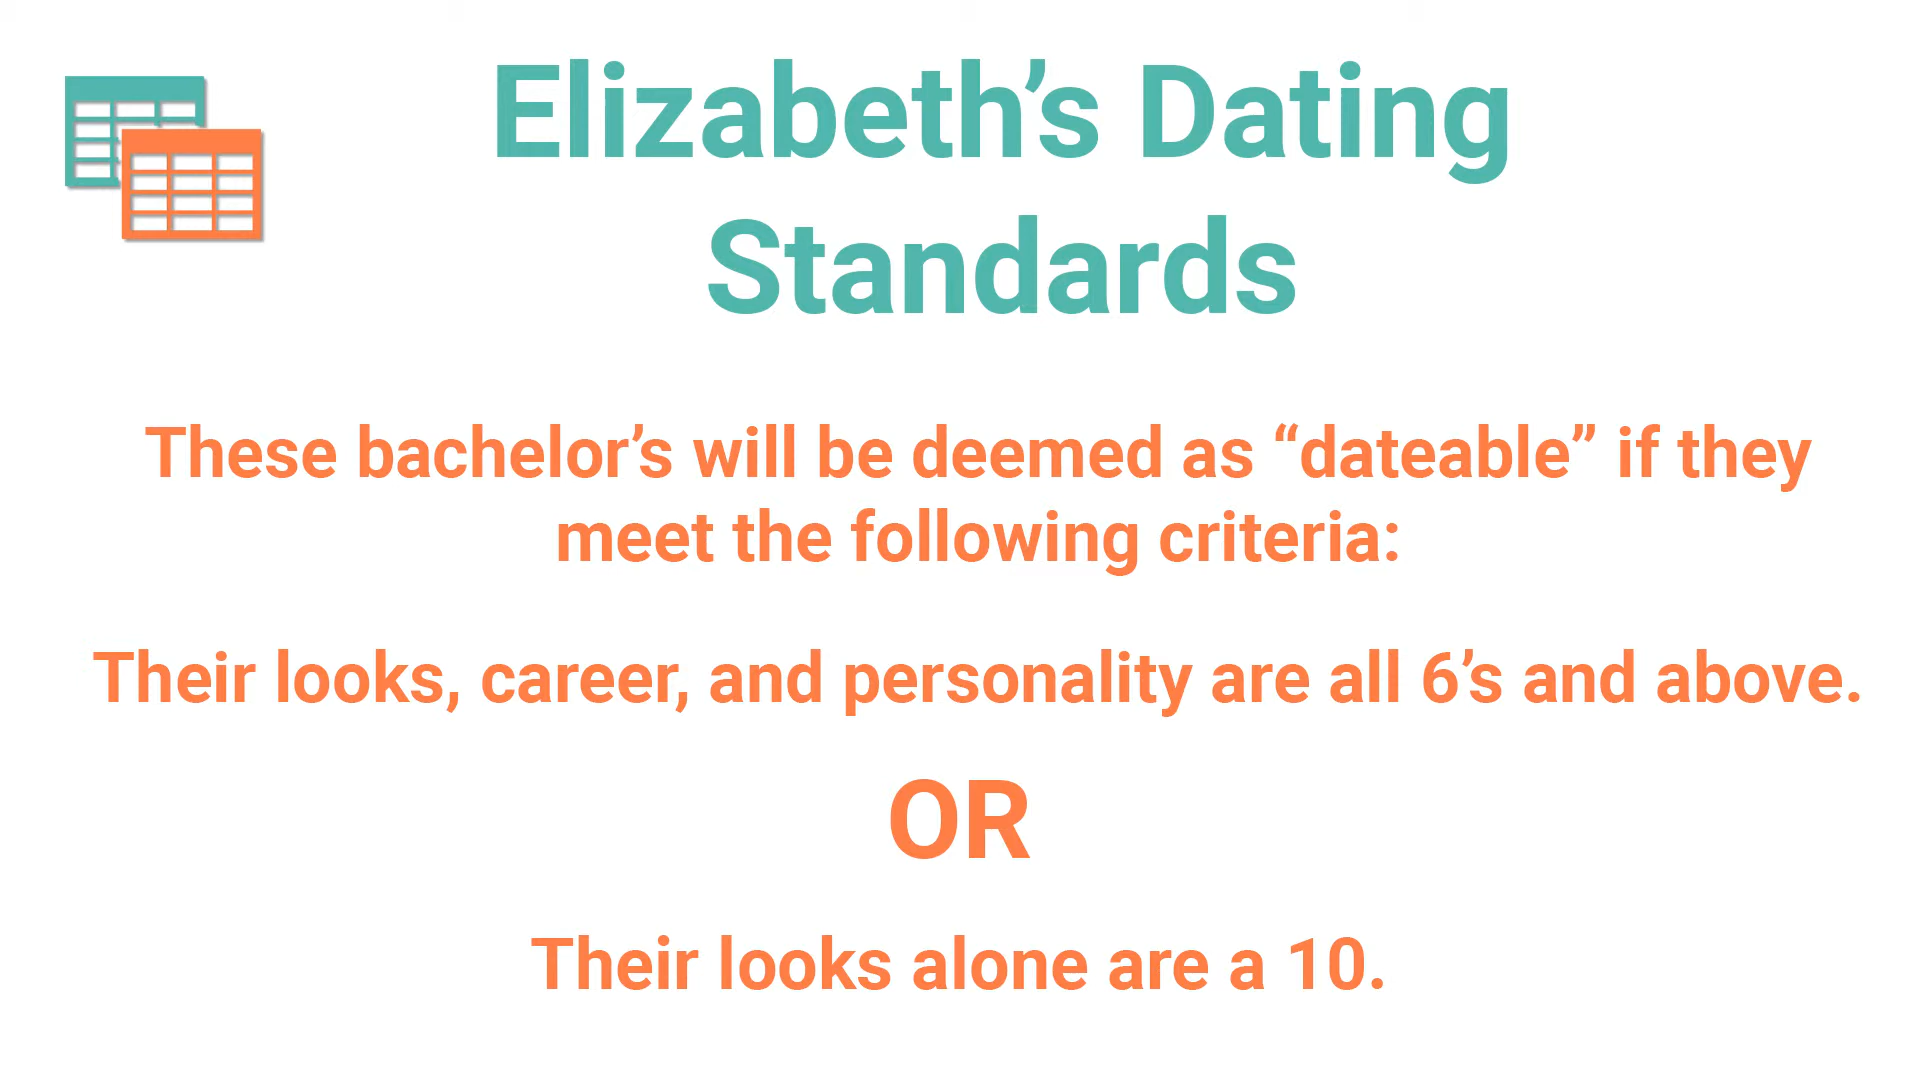 Elizabeth’s Dating
Standards
These bachelor’s will be deemed as “dateable” if they
meet the following criteria:
Their looks, career, and personality are all 6’s and above.
OR
Their looks alone are a 10.